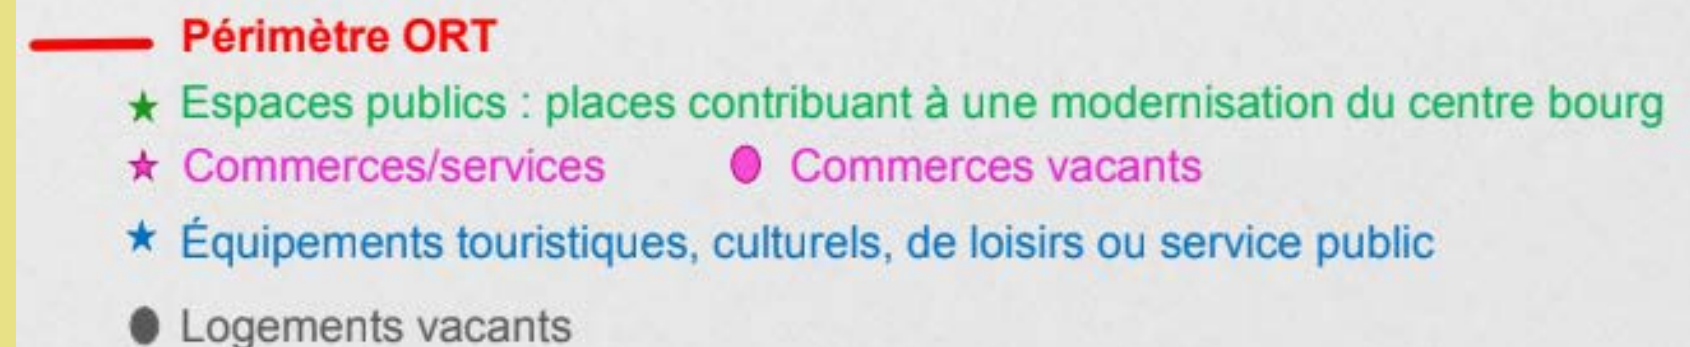 Périmètre ORT
Espaces publics : places contribuant à une modernisation du centre bourg
Commerces/services Commerces vacants
Équipements touristiques, culturels, de loisirs ou service public
Logements vacants